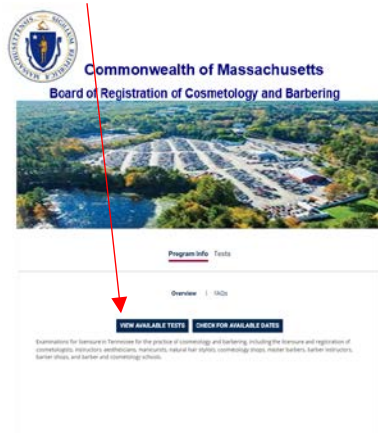 Commonwealth of Massachusetts
Board of Registration of Cosmetology and Barbering
Program Info Tests
Overview | FAQs
VIEW AVAILABLE TESTS CHECK FOR AVAILABLE DATES
Examinations for licensure in Tennessee for the practice of cosmetology and barbering, including the licensure and registration of
cosmetologists, instructors, aestheticians, manicurists, natural hair stylists, cosmetology shops, master barbers, barber instructors,
barber shops, and barber and cosmetology schools.